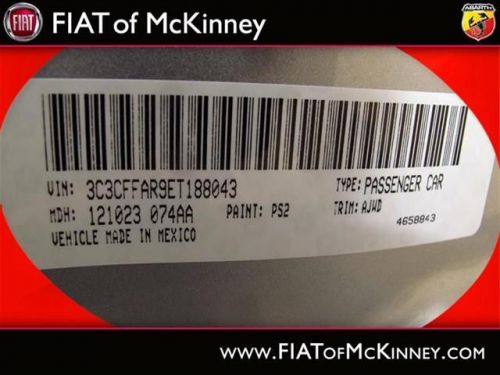 FIAT
FIAT of McKinney
ABARTH
VIN: 3C3CFFAR9ET188043
TYPE: PASSENGER CAR
MDH: 121023 074AA
PAINT: PS2
TRIM: AJWD
VEHICLE MADE IN MEXICO
4658843
www.FIATofMcKinney.com